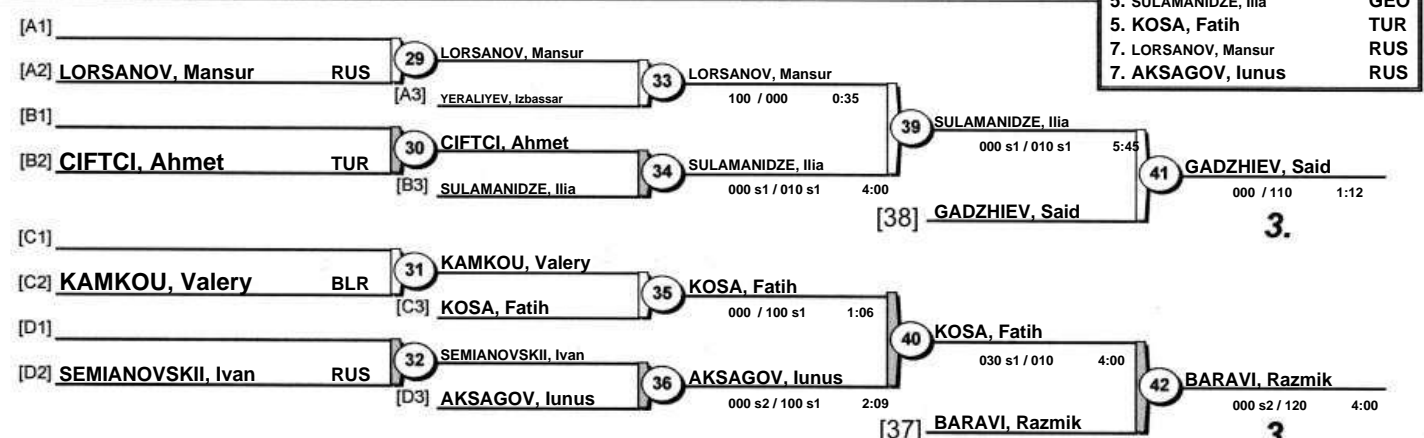 5. SULAMANIDZE, Ilia GEO
5. KOSA, Fatih TUR
7. LORSANOV, Mansur RUS
7. AKSAGOV, Iunus RUS
[A1]
[A2] LORSANOV, Mansur RUS
29
LORSANOV, Mansur
[A3] YERALIYEV, Izbassar
33
LORSANOV, Mansur
100 / 000 0:35
[B1]
[B2] CIFTCI, Ahmet TUR
30
CIFTCI, Ahmet
[B3] SULAMANIDZE, Ilia
34
SULAMANIDZE, Ilia
000 s1 / 010 s1 4:00
39
SULAMANIDZE, Ilia
000 s1 / 010 s1 5:45
[38] GADZHIEV, Said
41
GADZHIEV, Said
000 / 110 1:12
3.
[C1]
[C2] KAMKOU, Valery BLR
31
KAMKOU, Valery
[C3] KOSA, Fatih
35
KOSA, Fatih
000 / 100 s1 1:06
[D1]
[D2] SEMIANOVSKII, Ivan RUS
32
SEMIANOVSKII, Ivan
[D3] AKSAGOV, Iunus
36
AKSAGOV, Iunus
000 s2 / 100 s1 2:09
40
KOSA, Fatih
030 s1 / 010 4:00
[37] BARAVI, Razmik
42
BARAVI, Razmik
000 s2 / 120 4:00
3.